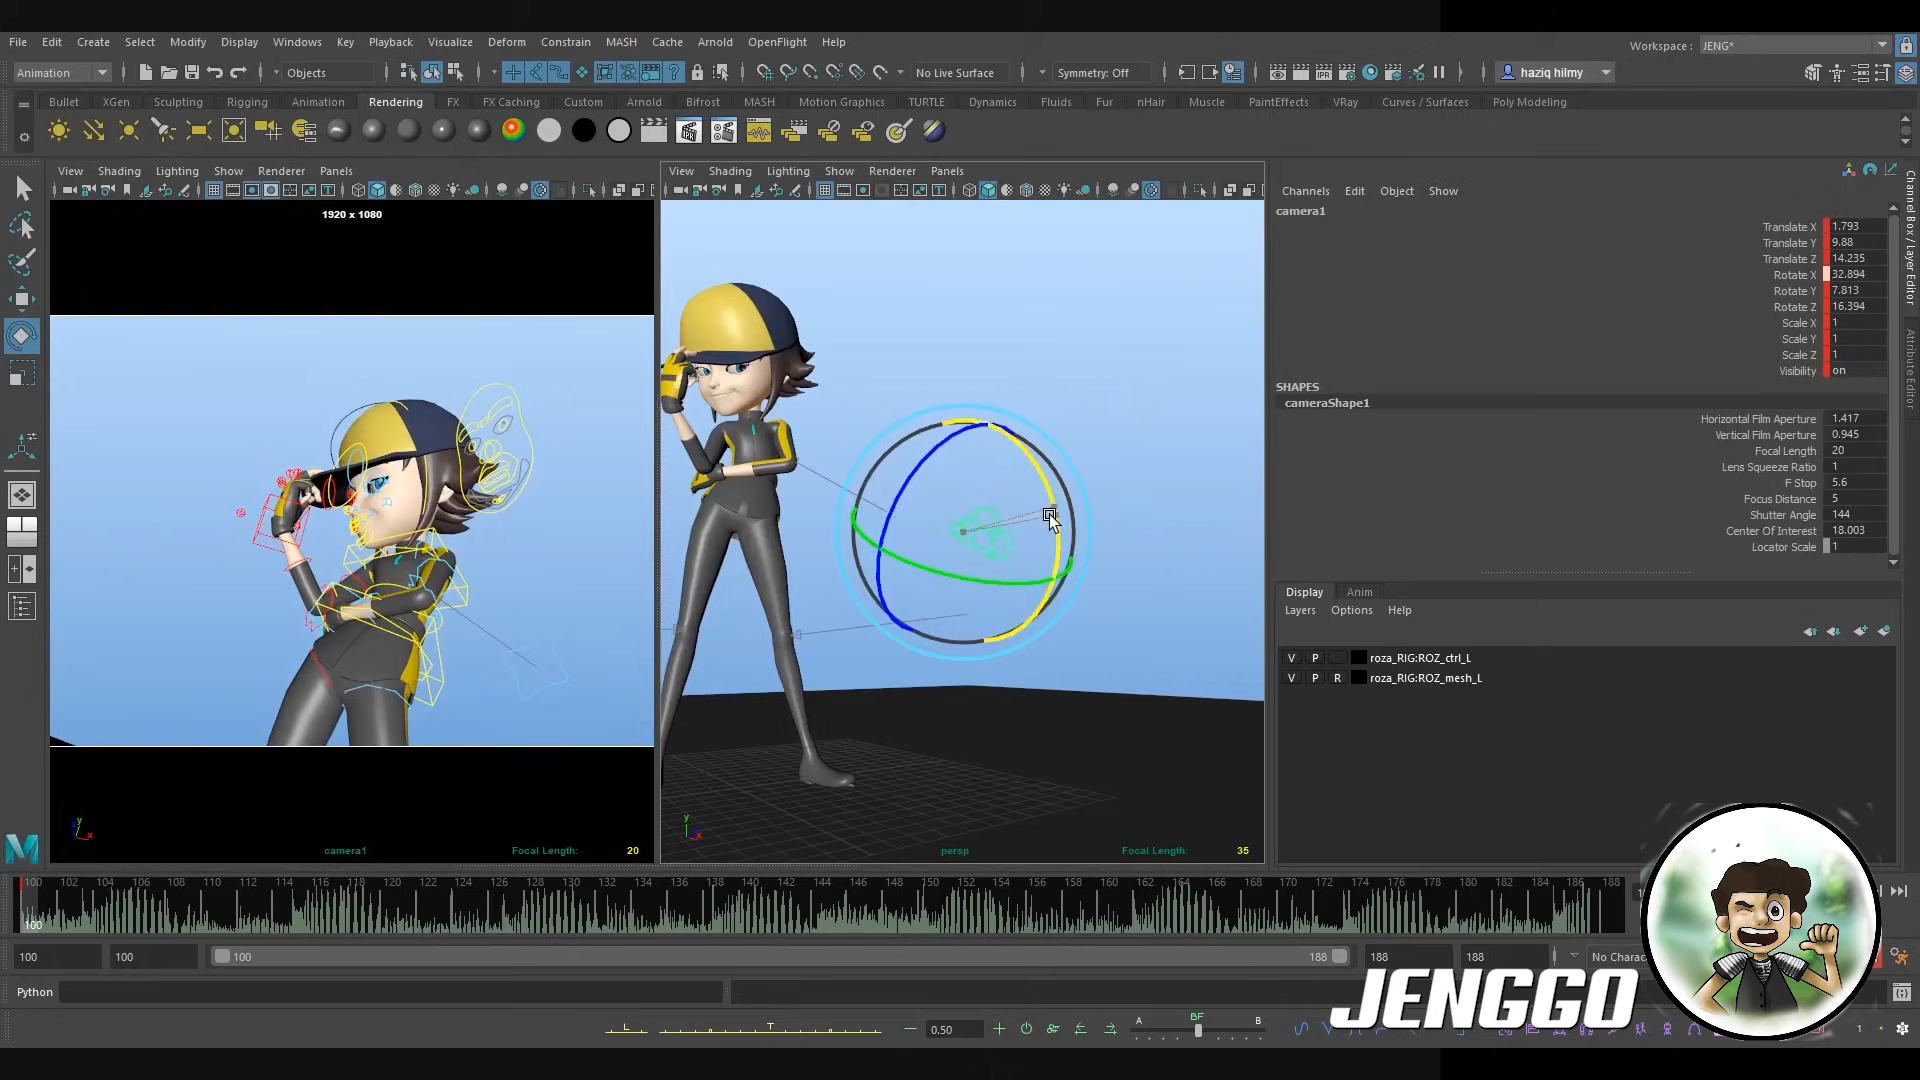 File Edit Create Select Modify Display Windows Key Playback Visualize Deform Constrain MASH Cache Arnold OpenFlight Help
Workspace : JENG*
Animation Objects No Live Surface Symmetry: Off IPR haziq hilmy
Bullet XGen Sculpting Rigging Animation Rendering FX FX Caching Custom Arnold Bifrost MASH Motion Graphics TURTLE Dynamics Fluids Fur nHair Muscle PaintEffects VRay Curves / Surfaces Poly Modeling
View Shading Lighting Show Renderer Panels
View Shading Lighting Show Renderer Panels
1920 x 1080
camera1
Focal Length: 20
persp
Focal Length: 35
Channels Edit Object Show
camera1
Translate X 1.793
Translate Y 9.88
Translate Z 14.235
Rotate X 32.894
Rotate Y 7.813
Rotate Z 16.394
Scale X 1
Scale Y 1
Scale Z 1
Visibility on
SHAPES
cameraShape1
Horizontal Film Aperture 1.417
Vertical Film Aperture 0.945
Focal Length 20
Lens Squeeze Ratio 1
F Stop 5.6
Focus Distance 5
Shutter Angle 144
Center Of Interest 18.003
Locator Scale 1
Channel Box / Layer Editor
Attribute Editor
Display Anim
Layers Options Help
V P roza_RIG:ROZ_ctrl_L
V P R roza_RIG:ROZ_mesh_L
100 102 104 106 108 110 112 114 116 118 120 122 124 126 128 130 132 134 136 138 140 142 144 146 148 150 152 154 156 158 160 162 164 166 168 170 172 174 176 178 180 182 184 186 188
100
100 100 100 188 188 188 No Charac
Python
JENGGO
L T 0.50 A BF B 1